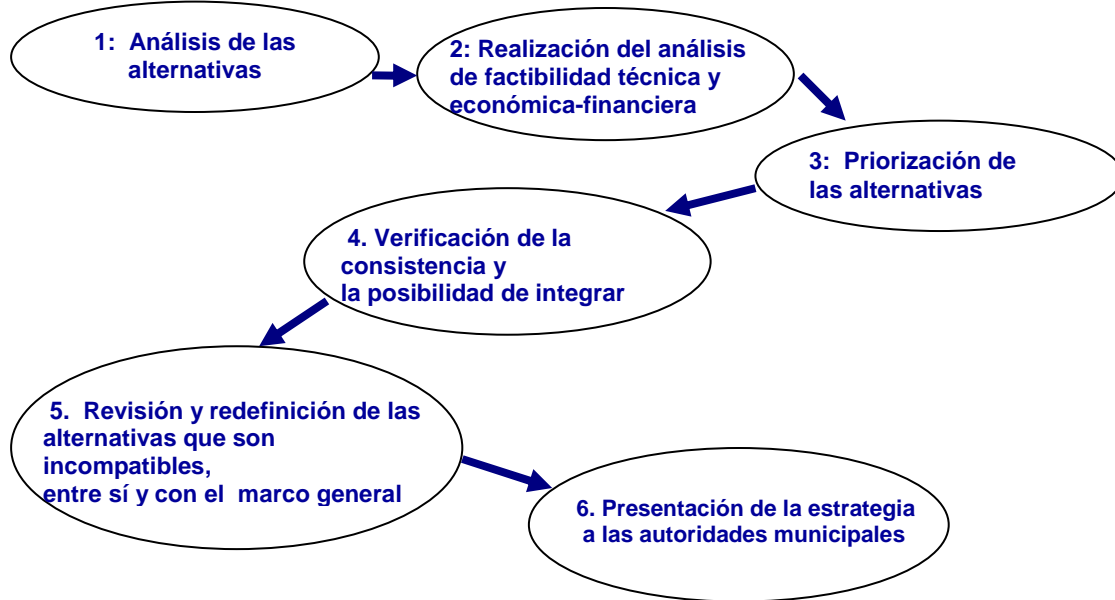 1: Análisis de las
alternativas
2: Realización del análisis
de factibilidad técnica y
económica-financiera
3: Priorización de
las alternativas
4. Verificación de la
consistencia y
la posibilidad de integrar
5. Revisión y redefinición de las
alternativas que son
incompatibles,
entre sí y con el marco general
6. Presentación de la estrategia
a las autoridades municipales